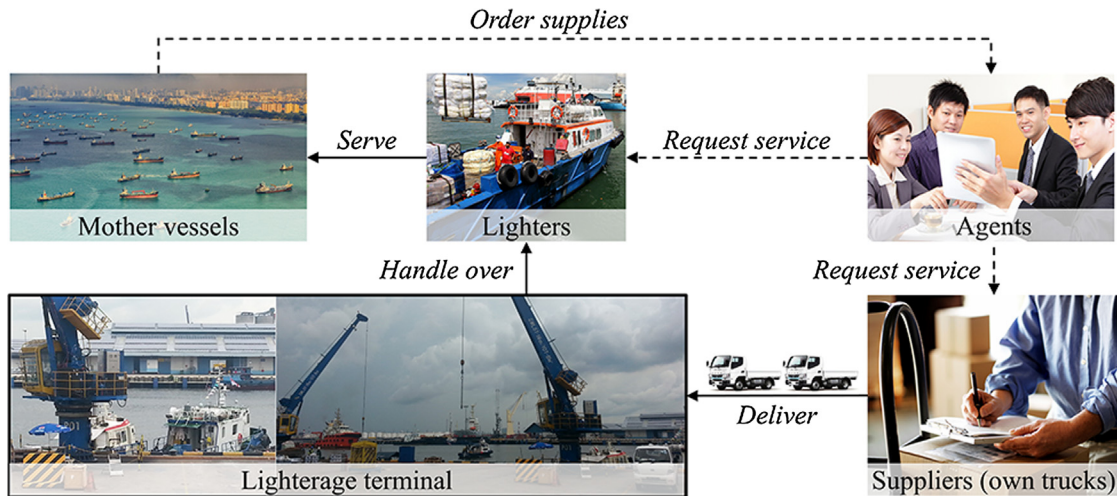 Order supplies
Serve
Request service
Mother vessels
Lighters
Agents
Handle over
Request service
Deliver
Lighterage terminal
Suppliers (own trucks)